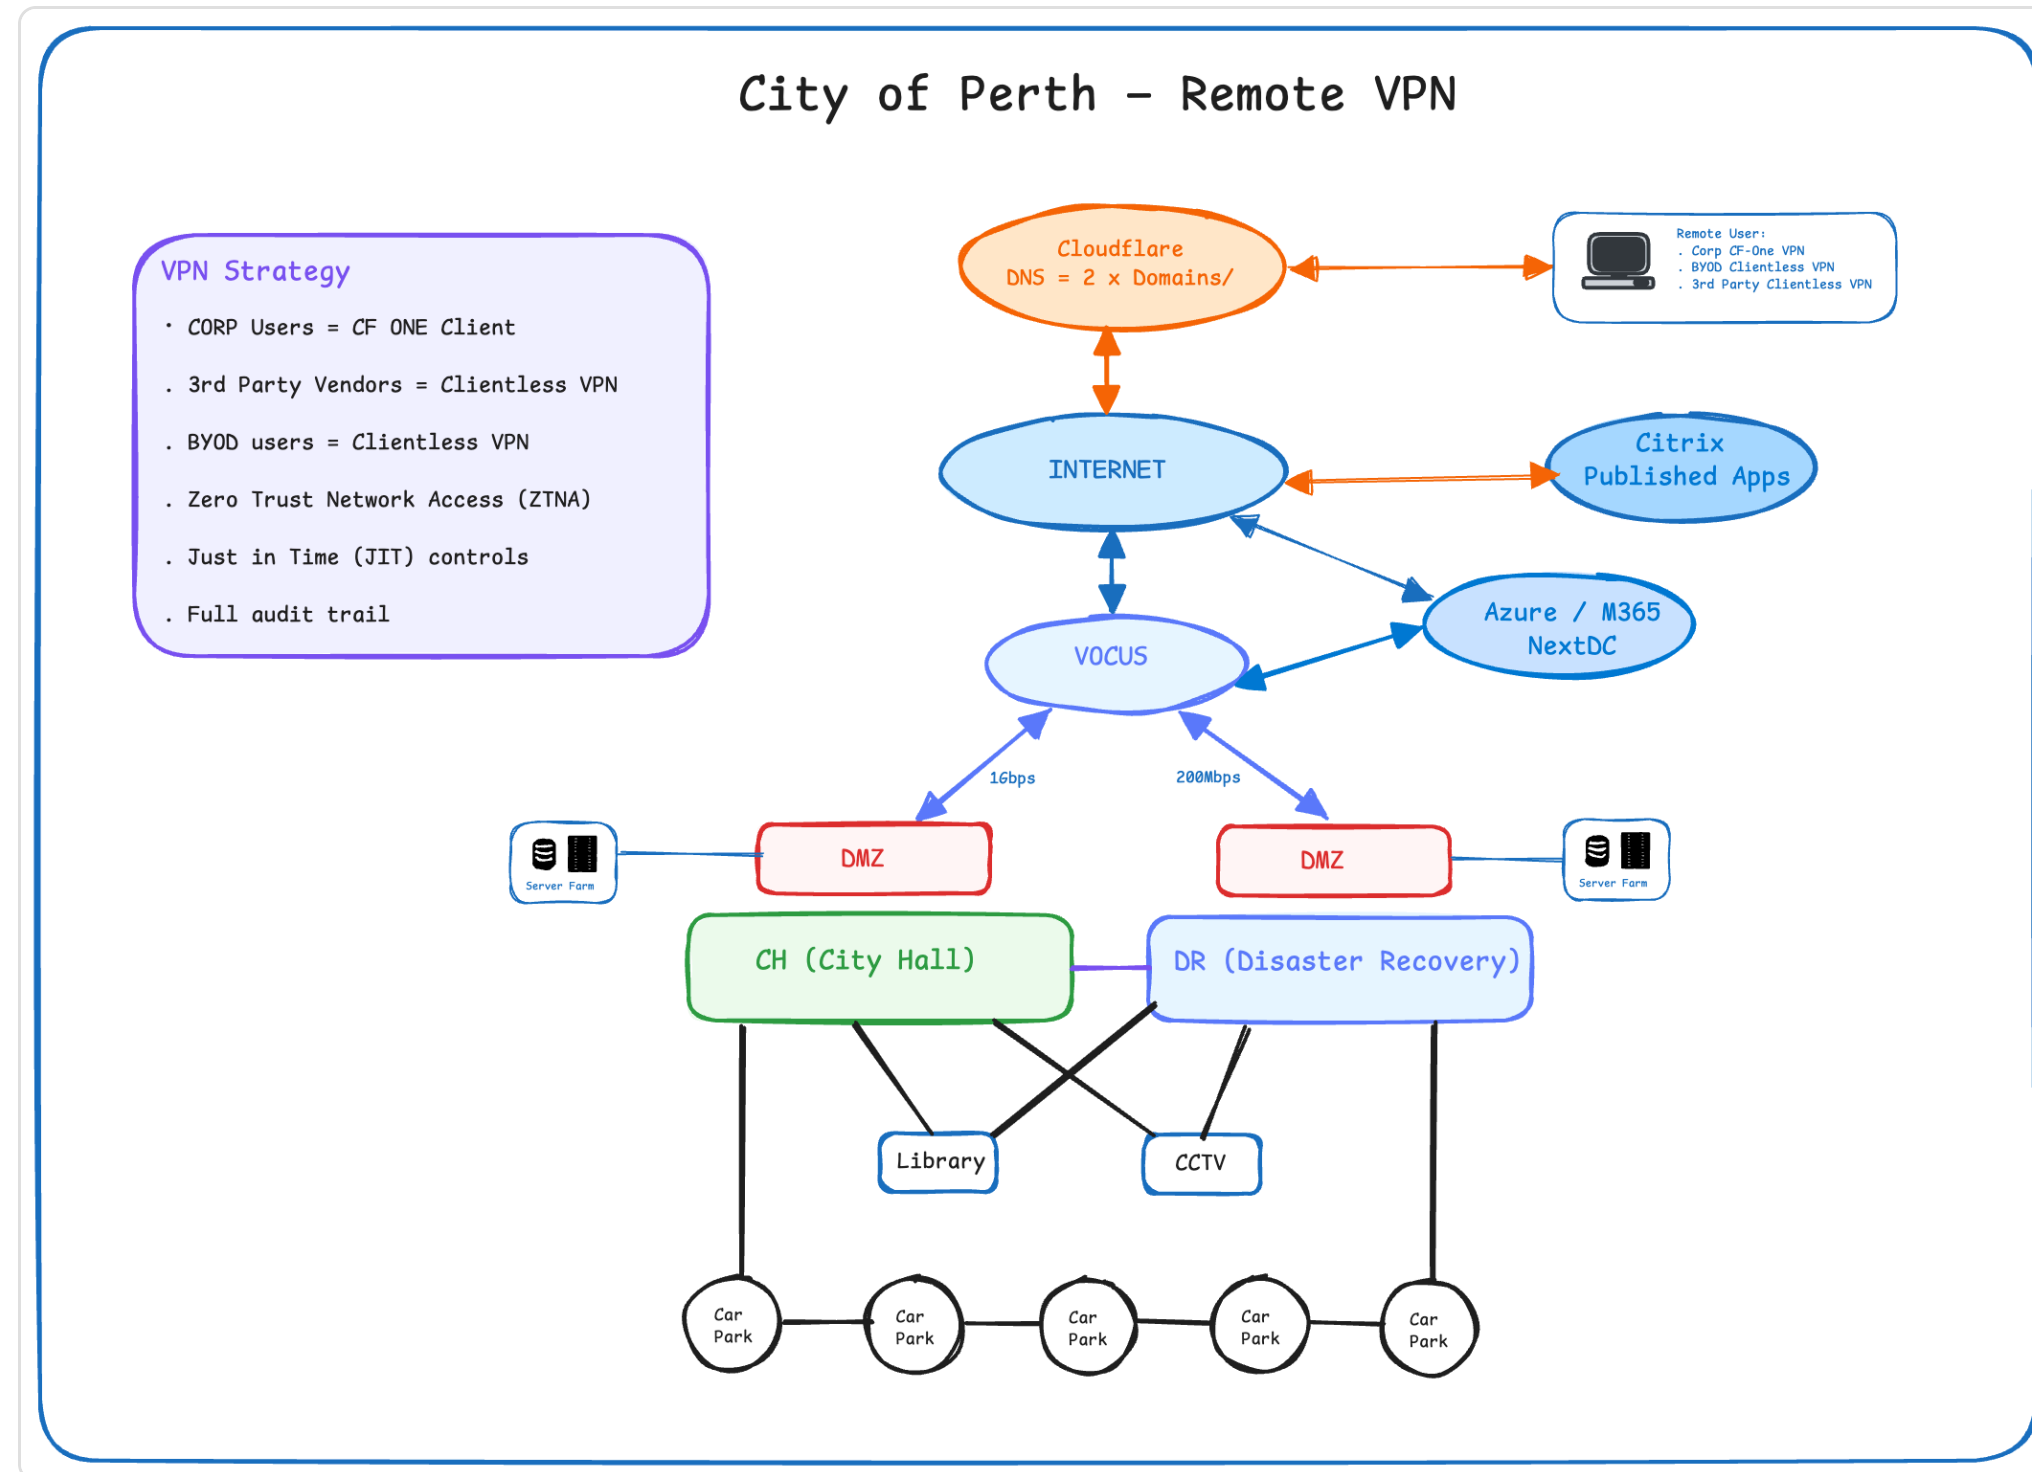 City of Perth – Remote VPN
VPN Strategy
· CORP Users = CF ONE Client
. 3rd Party Vendors = Clientless VPN
. BYOD users = Clientless VPN
. Zero Trust Network Access (ZTNA)
. Just in Time (JIT) controls
. Full audit trail
Cloudflare
DNS = 2 x Domains/
Remote User:
. Corp CF-One VPN
. BYOD Clientless VPN
. 3rd Party Clientless VPN
INTERNET
Citrix
Published Apps
Azure / M365
NextDC
VOCUS
1Gbps
200Mbps
Server Farm
DMZ
DMZ
Server Farm
CH (City Hall)
DR (Disaster Recovery)
Library
CCTV
Car
Park
Car
Park
Car
Park
Car
Park
Car
Park